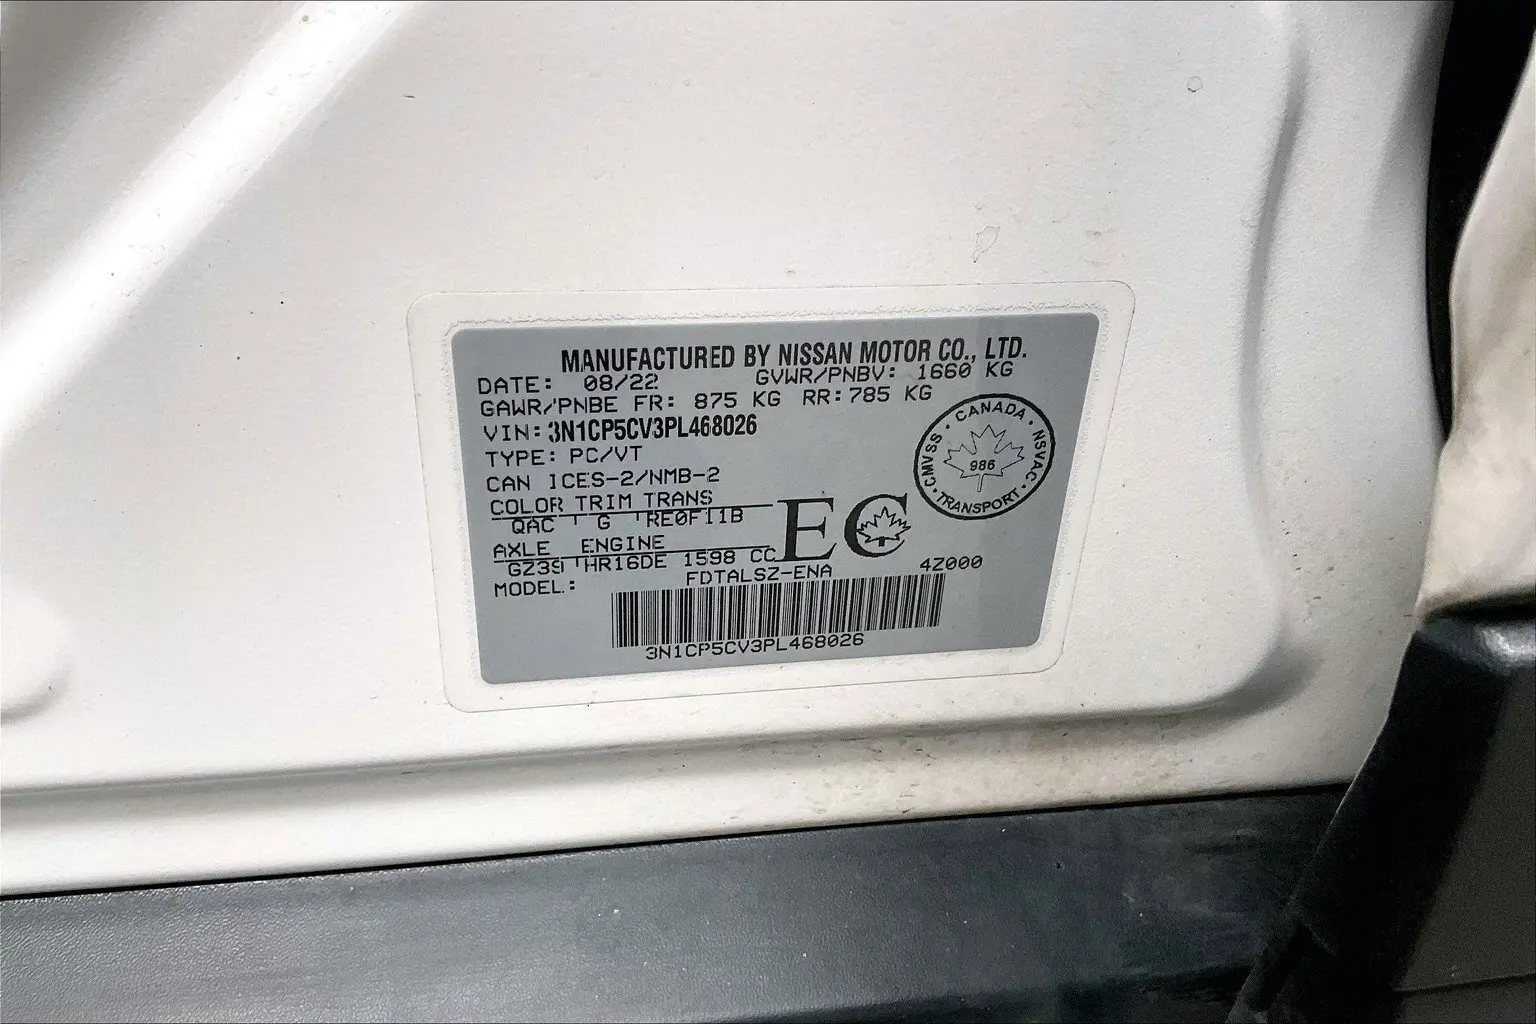 MANUFACTURED BY NISSAN MOTOR CO., LTD.
DATE: 08/22 GVWR/PNBV: 1660 KG
GAWR/PNBE FR: 875 KG RR: 785 KG
VIN: 3N1CP5CV3PL468026
TYPE: PC/VT
CAN ICES-2/NMB-2
COLOR TRIM TRANS
QAC G RE0F11B
AXLE ENGINE
GZ39 HR16DE 1598 CC
MODEL: FDTALSZ-ENA 4Z000
3N1CP5CV3PL468026
EC
CANADA · NSVAC · TRANSPORT · CMVSS ·
986